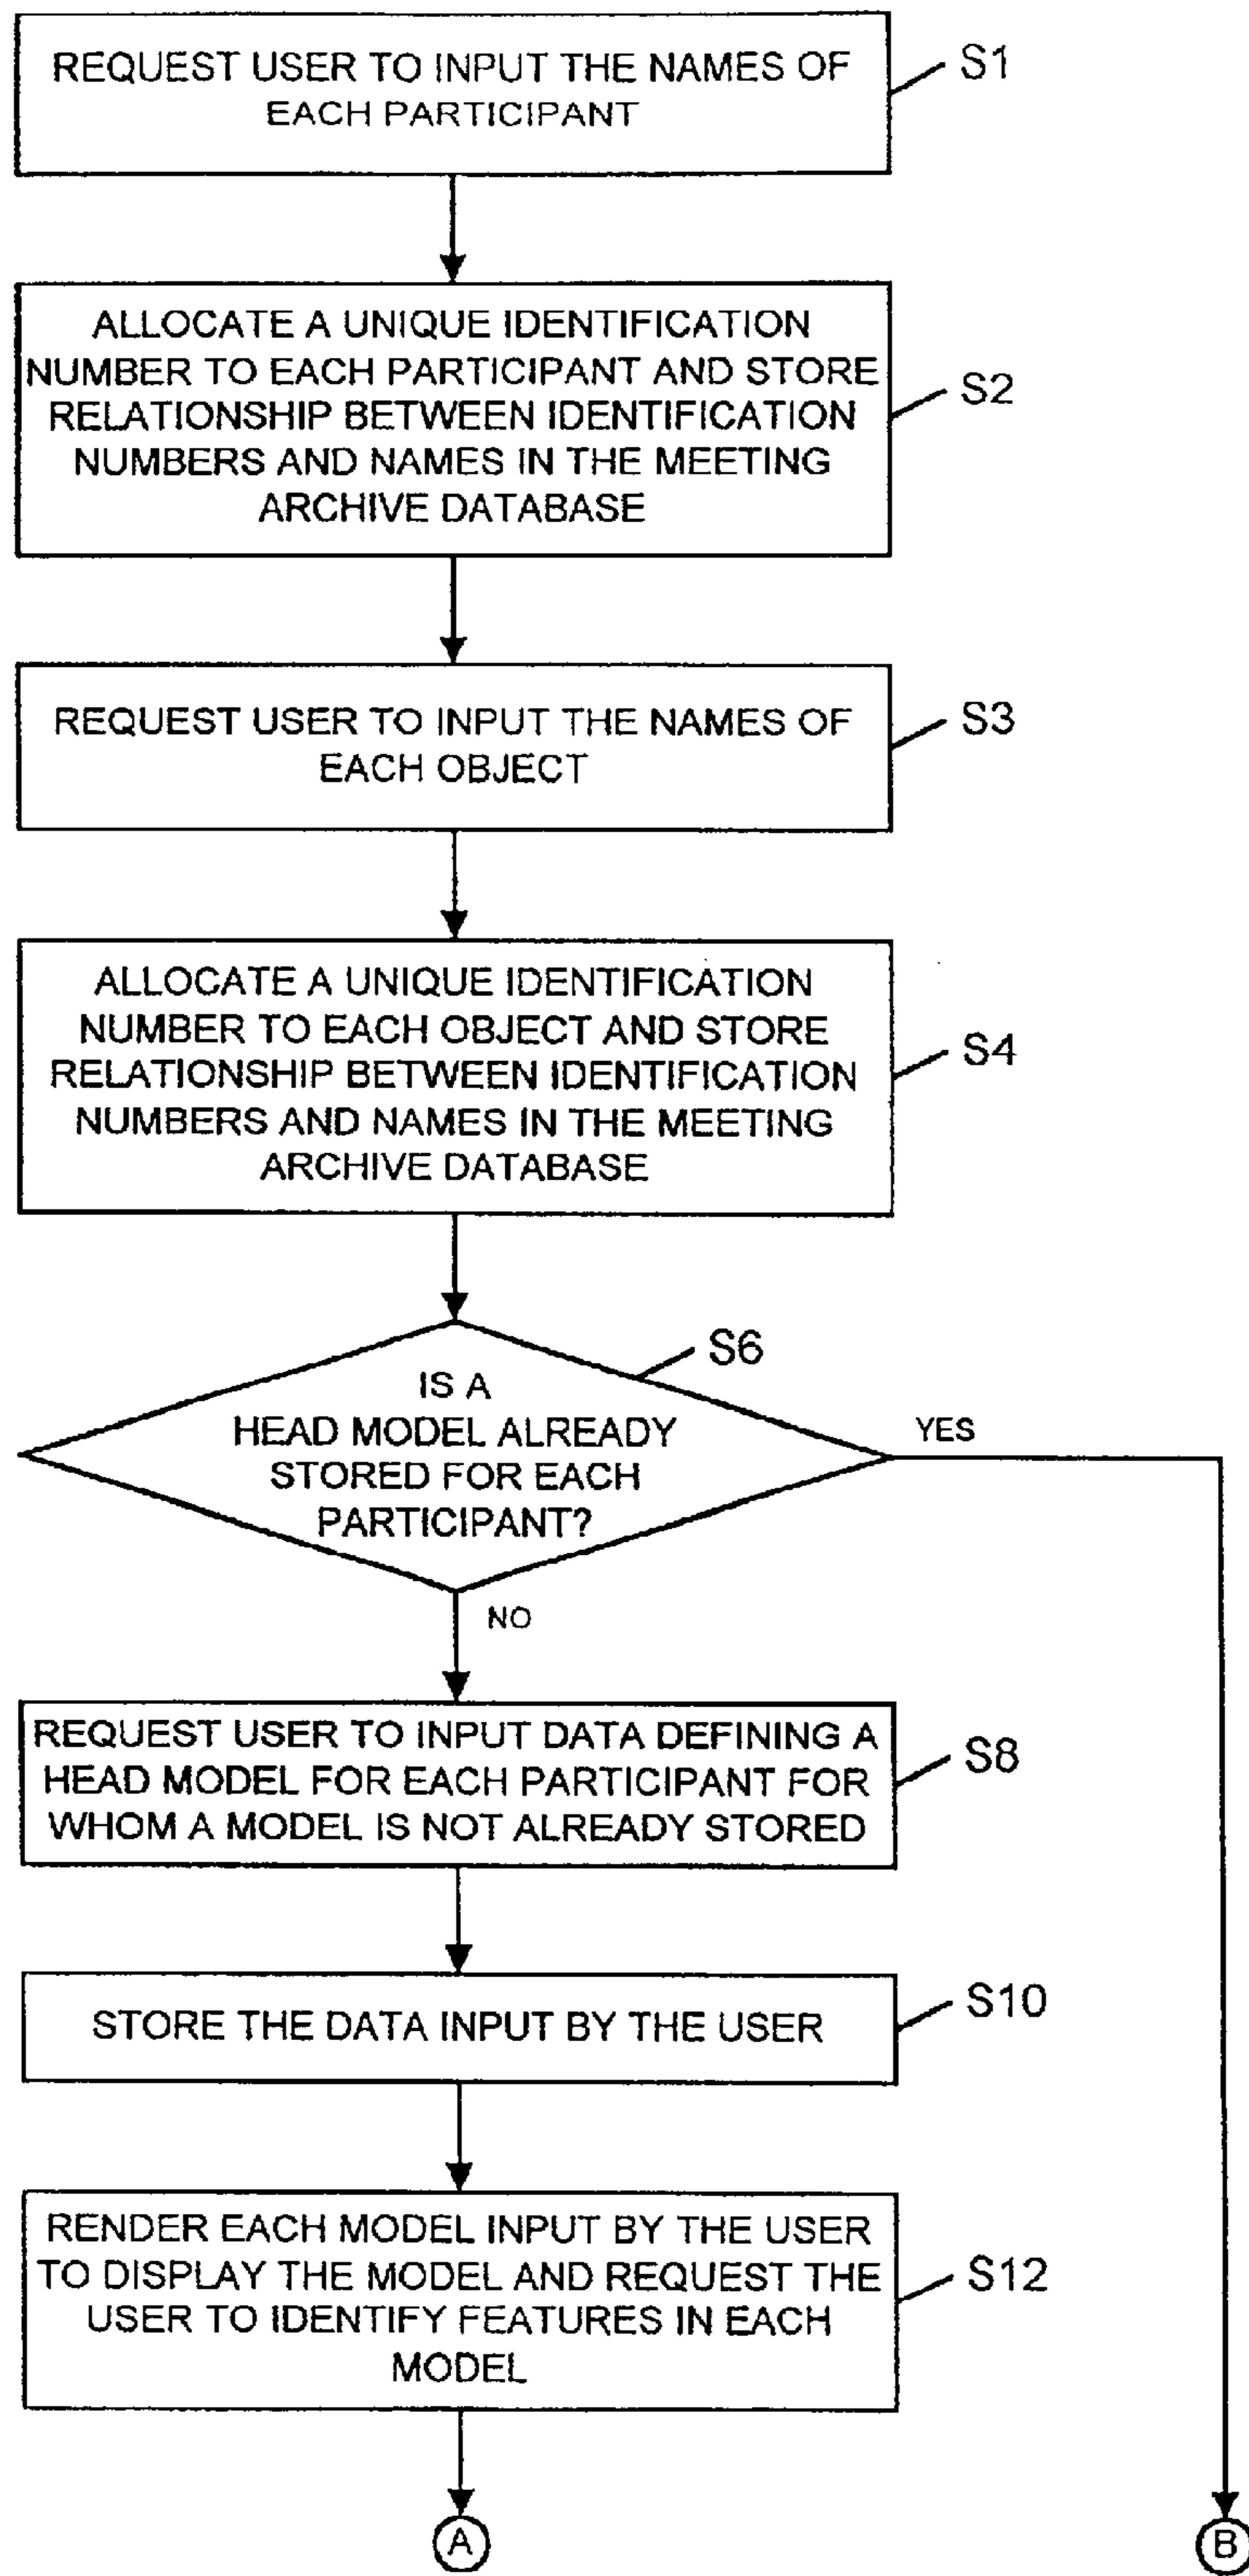 REQUEST USER TO INPUT THE NAMES OF
EACH PARTICIPANT
S1
ALLOCATE A UNIQUE IDENTIFICATION
NUMBER TO EACH PARTICIPANT AND STORE
RELATIONSHIP BETWEEN IDENTIFICATION
NUMBERS AND NAMES IN THE MEETING
ARCHIVE DATABASE
S2
REQUEST USER TO INPUT THE NAMES OF
EACH OBJECT
S3
ALLOCATE A UNIQUE IDENTIFICATION
NUMBER TO EACH OBJECT AND STORE
RELATIONSHIP BETWEEN IDENTIFICATION
NUMBERS AND NAMES IN THE MEETING
ARCHIVE DATABASE
S4
S6
IS A
HEAD MODEL ALREADY
STORED FOR EACH
PARTICIPANT?
YES
NO
REQUEST USER TO INPUT DATA DEFINING A
HEAD MODEL FOR EACH PARTICIPANT FOR
WHOM A MODEL IS NOT ALREADY STORED
S8
STORE THE DATA INPUT BY THE USER
S10
RENDER EACH MODEL INPUT BY THE USER
TO DISPLAY THE MODEL AND REQUEST THE
USER TO IDENTIFY FEATURES IN EACH
MODEL
S12
A
B